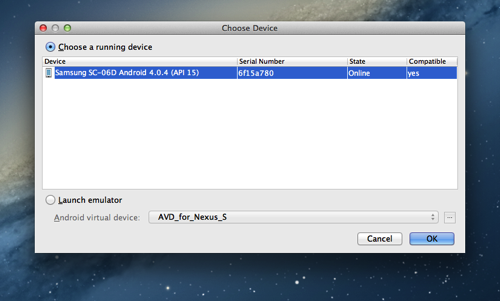 Choose Device
Choose a running device
Device Serial Number State Compatible
Samsung SC-06D Android 4.0.4 (API 15) 6f15a780 Online yes
Launch emulator
Android virtual device: AVD_for_Nexus_S ...
Cancel OK